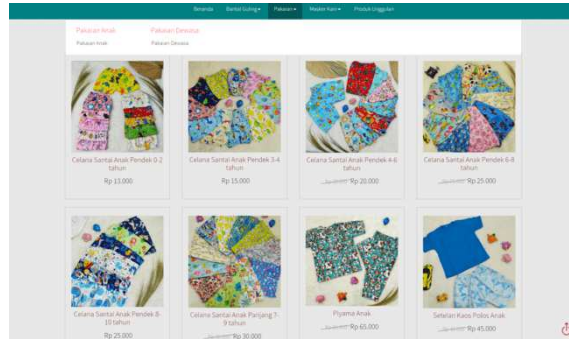 Beranda Bantal Guling Pakaian Masker Kain Produk Unggulan
Pakaian Anak Pakaian Dewasa
Pakaian Anak Pakaian Dewasa
Celana Santai Anak Pendek 0-2
tahun
Rp 13.000
Celana Santai Anak Pendek 3-4
tahun
Rp 15.000
Celana Santai Anak Pendek 4-6
tahun
Rp 20.000
Celana Santai Anak Pendek 6-8
tahun
Rp 25.000
Celana Santai Anak Pendek 8-
10 tahun
Rp 25.000
Celana Santai Anak Panjang 7-
9 tahun
Rp 30.000
Piyama Anak
Rp 65.000
Setelan Kaos Polos Anak
Rp 45.000